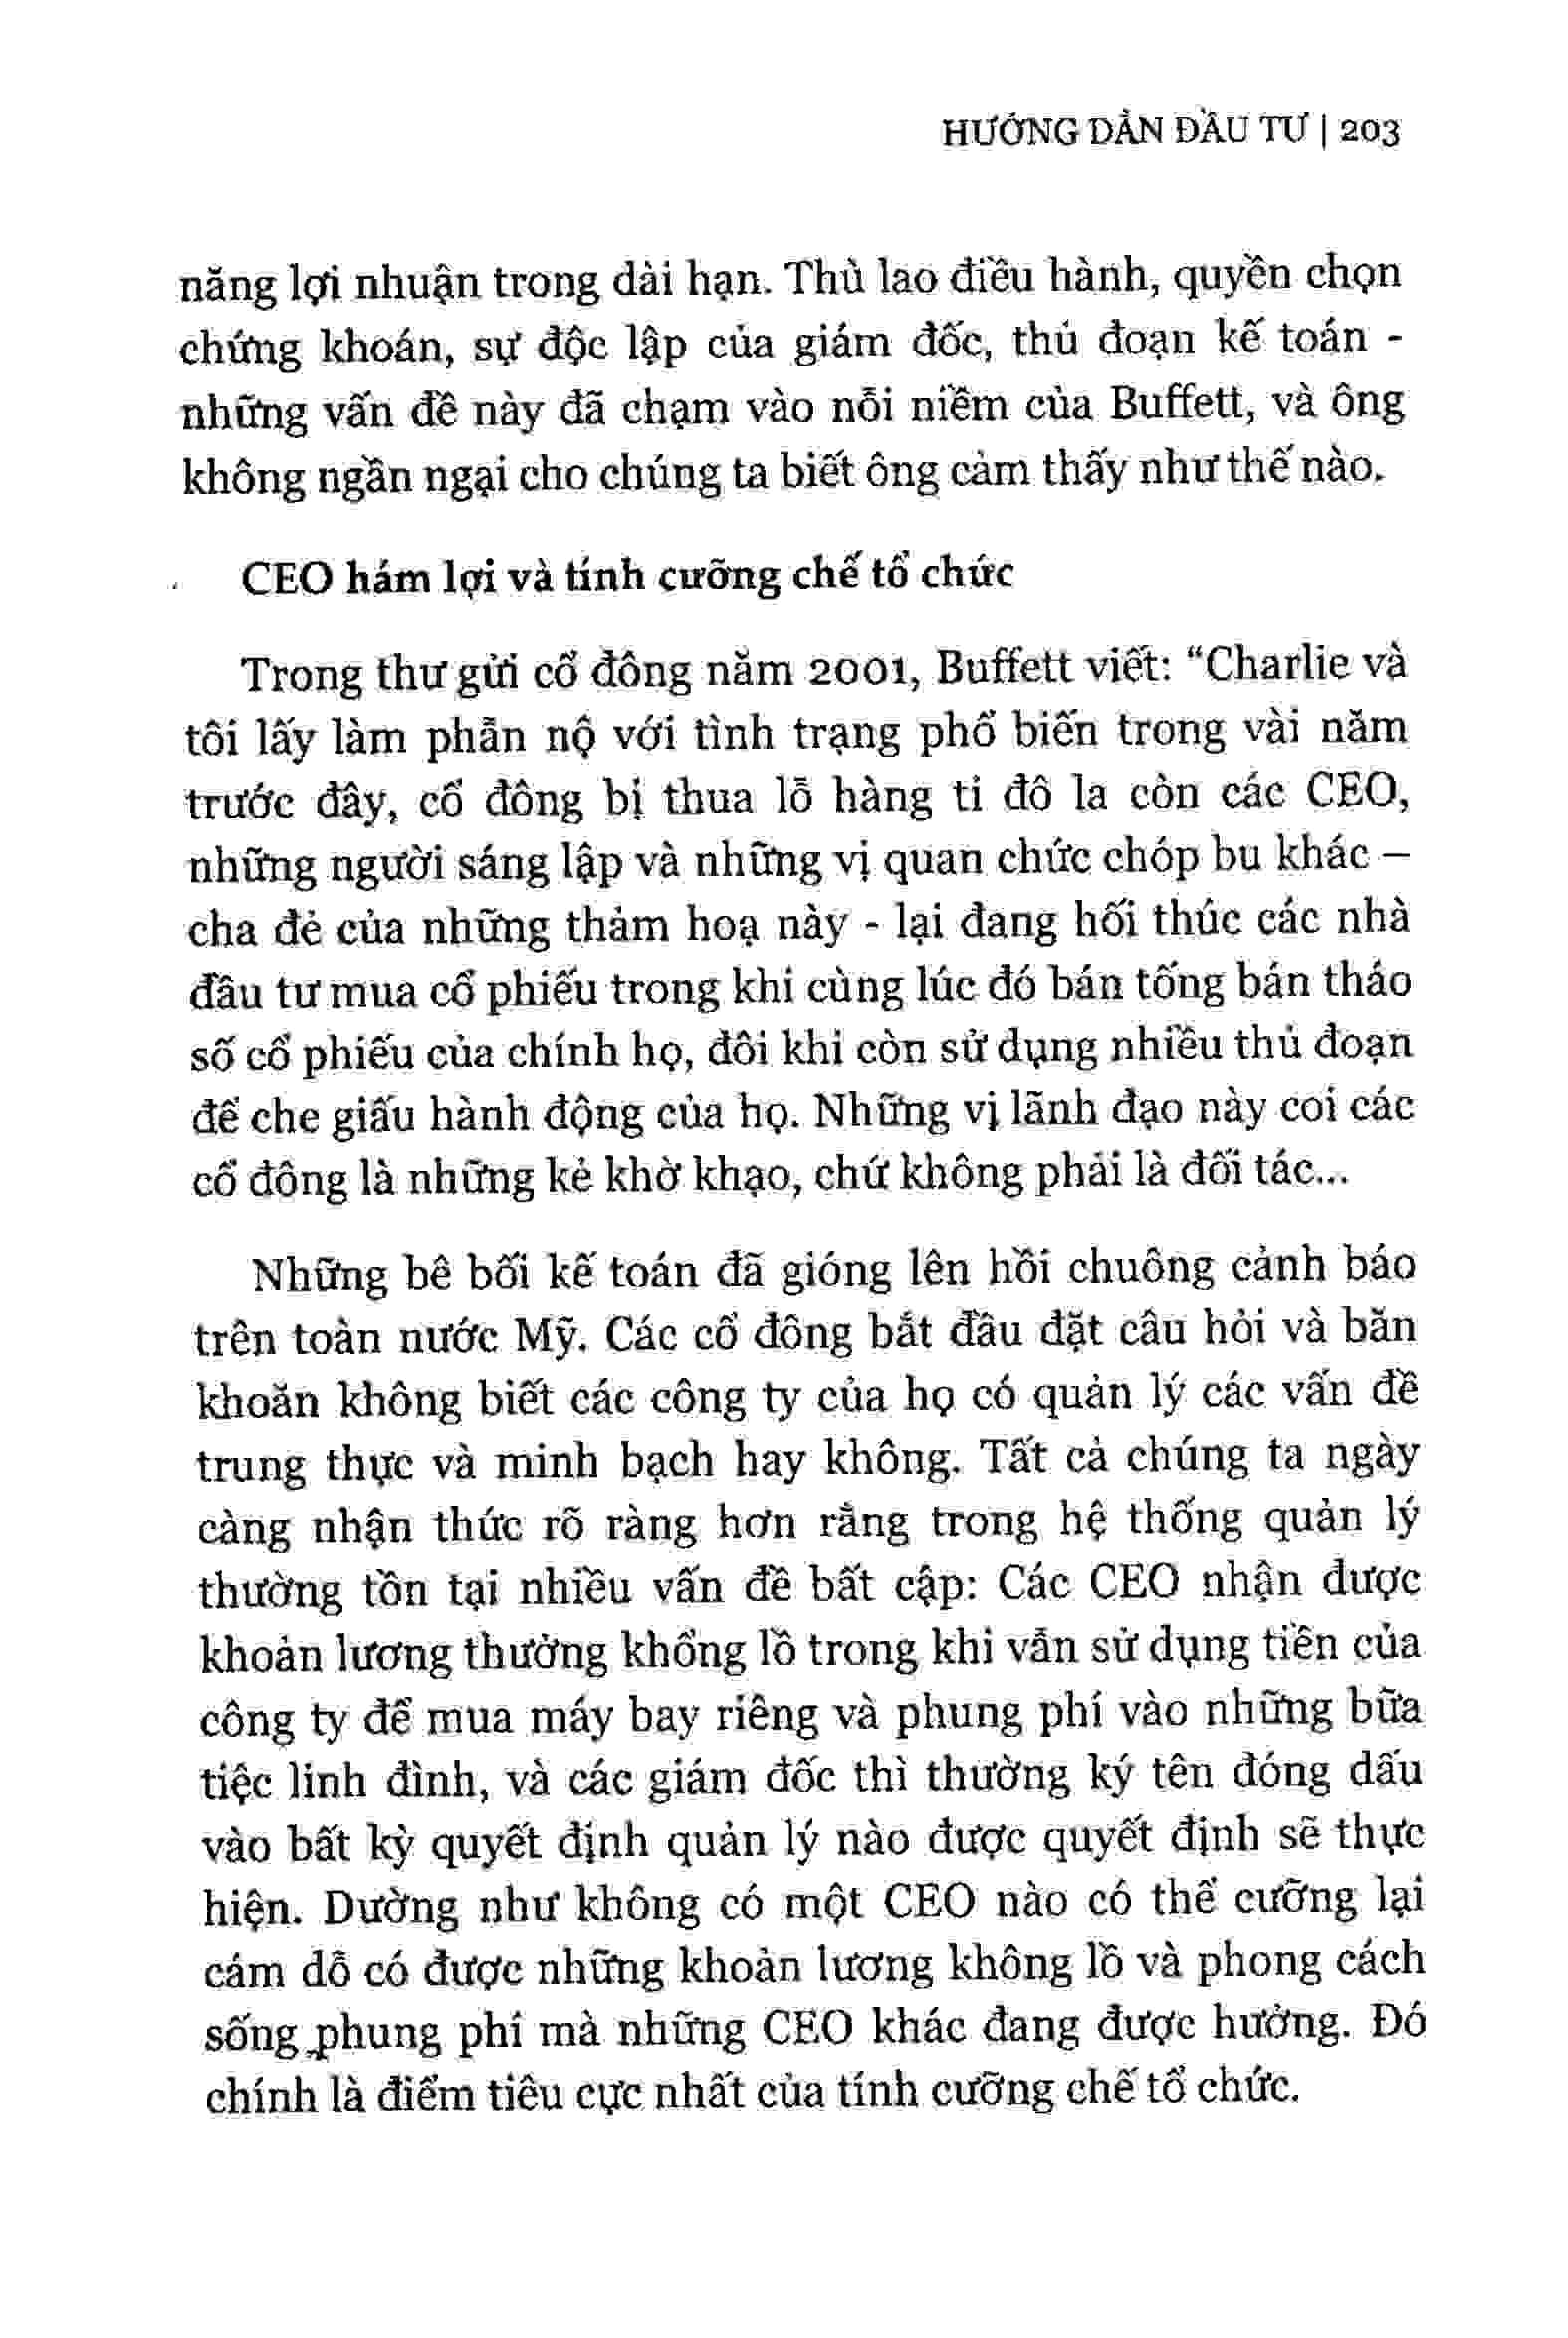 HƯỚNG DẪN ĐẦU TƯ | 203
năng lợi nhuận trong dài hạn. Thù lao điều hành, quyền chọn
chứng khoán, sự độc lập của giám đốc, thủ đoạn kế toán -
những vấn đề này đã chạm vào nỗi niềm của Buffett, và ông
không ngần ngại cho chúng ta biết ông cảm thấy như thế nào.
CEO hám lợi và tính cưỡng chế tổ chức
Trong thư gửi cổ đông năm 2001, Buffett viết: “Charlie và
tôi lấy làm phẫn nộ với tình trạng phổ biến trong vài năm
trước đây, cổ đông bị thua lỗ hàng ti đô la còn các CEO,
những người sáng lập và những vị quan chức chóp bu khác –
cha đẻ của những thảm hoạ này - lại đang hối thúc các nhà
đầu tư mua cổ phiếu trong khi cùng lúc đó bán tống bán tháo
số cổ phiếu của chính họ, đôi khi còn sử dụng nhiều thủ đoạn
để che giấu hành động của họ. Những vị lãnh đạo này coi các
cổ đông là những kẻ khờ khạo, chứ không phải là đối tác...
Những bê bối kế toán đã gióng lên hồi chuông cảnh báo
trên toàn nước Mỹ. Các cổ đông bắt đầu đặt câu hỏi và băn
khoăn không biết các công ty của họ có quản lý các vấn đề
trung thực và minh bạch hay không. Tất cả chúng ta ngày
càng nhận thức rõ ràng hơn rằng trong hệ thống quản lý
thường tồn tại nhiều vấn đề bất cập: Các CEO nhận được
khoản lương thưởng khổng lồ trong khi vẫn sử dụng tiền của
công ty để mua máy bay riêng và phung phí vào những bữa
tiệc linh đình, và các giám đốc thì thường ký tên đóng dấu
vào bất kỳ quyết định quản lý nào được quyết định sẽ thực
hiện. Dường như không có một CEO nào có thể cưỡng lại
cám dỗ có được những khoản lương khổng lồ và phong cách
sống phung phí mà những CEO khác đang được hưởng. Đó
chính là điểm tiêu cực nhất của tính cưỡng chế tổ chức.